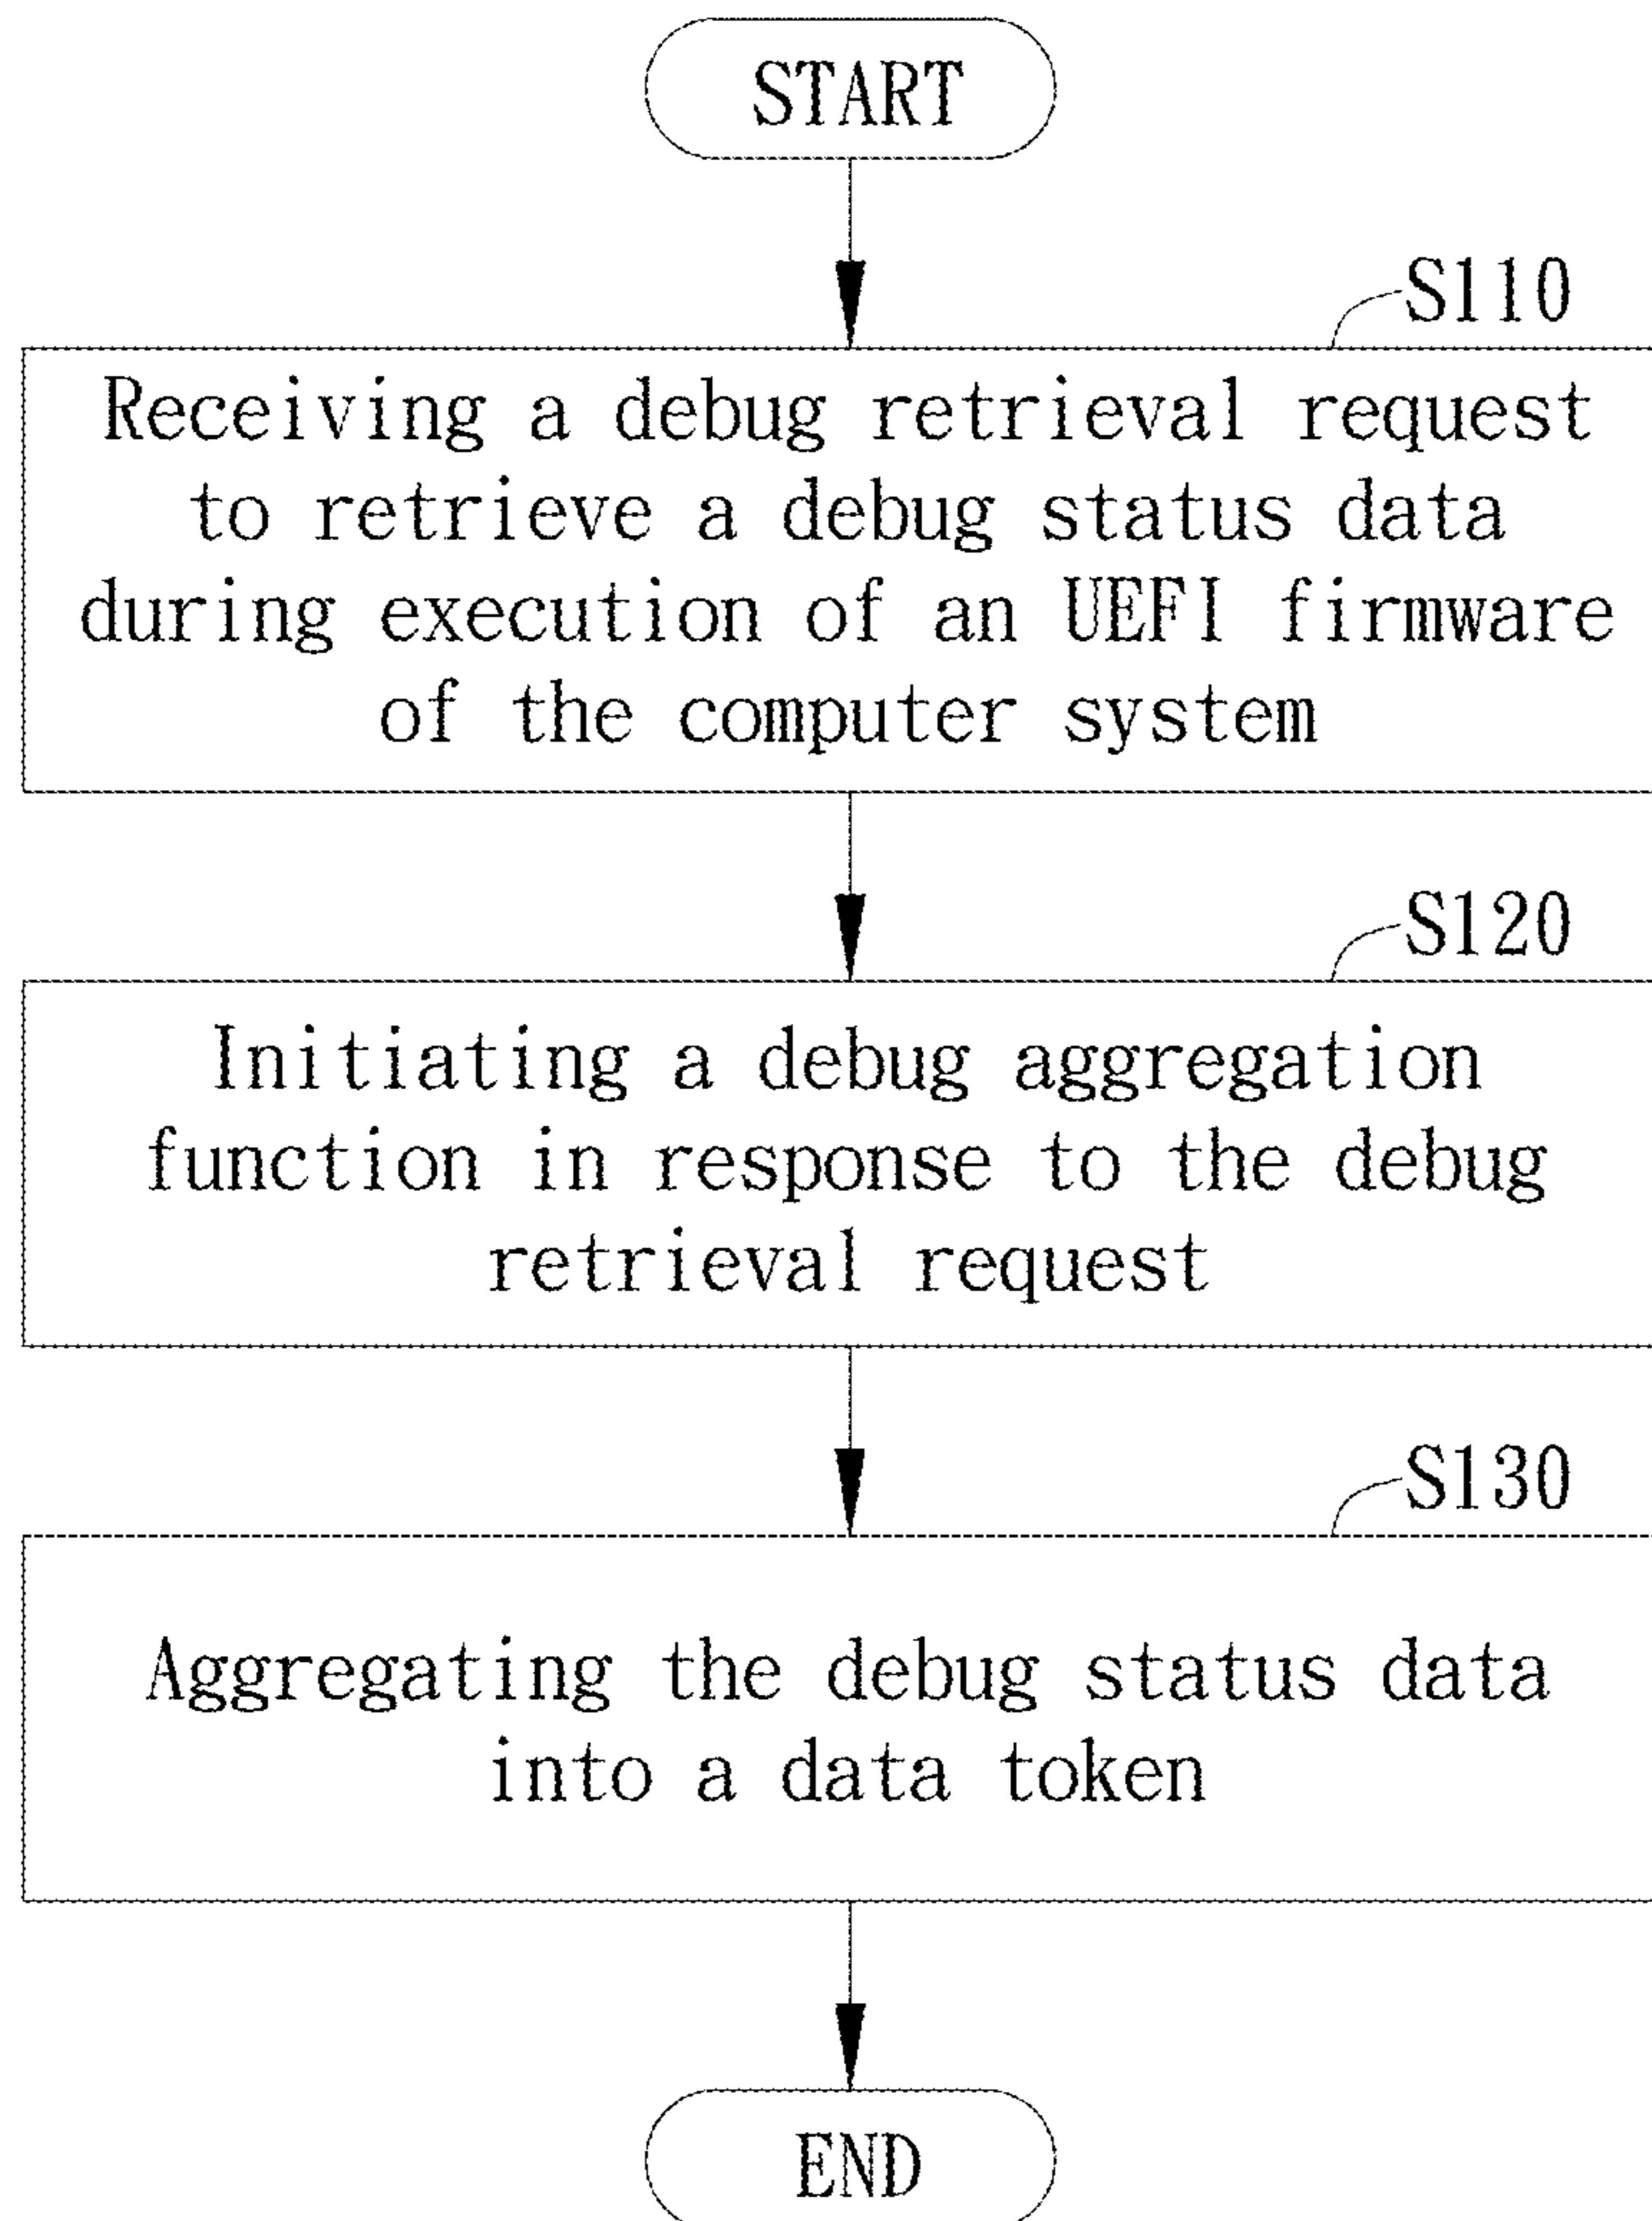 START
S110
Receiving a debug retrieval request
to retrieve a debug status data
during execution of an UEFI firmware
of the computer system
S120
Initiating a debug aggregation
function in response to the debug
retrieval request
S130
Aggregating the debug status data
into a data token
END